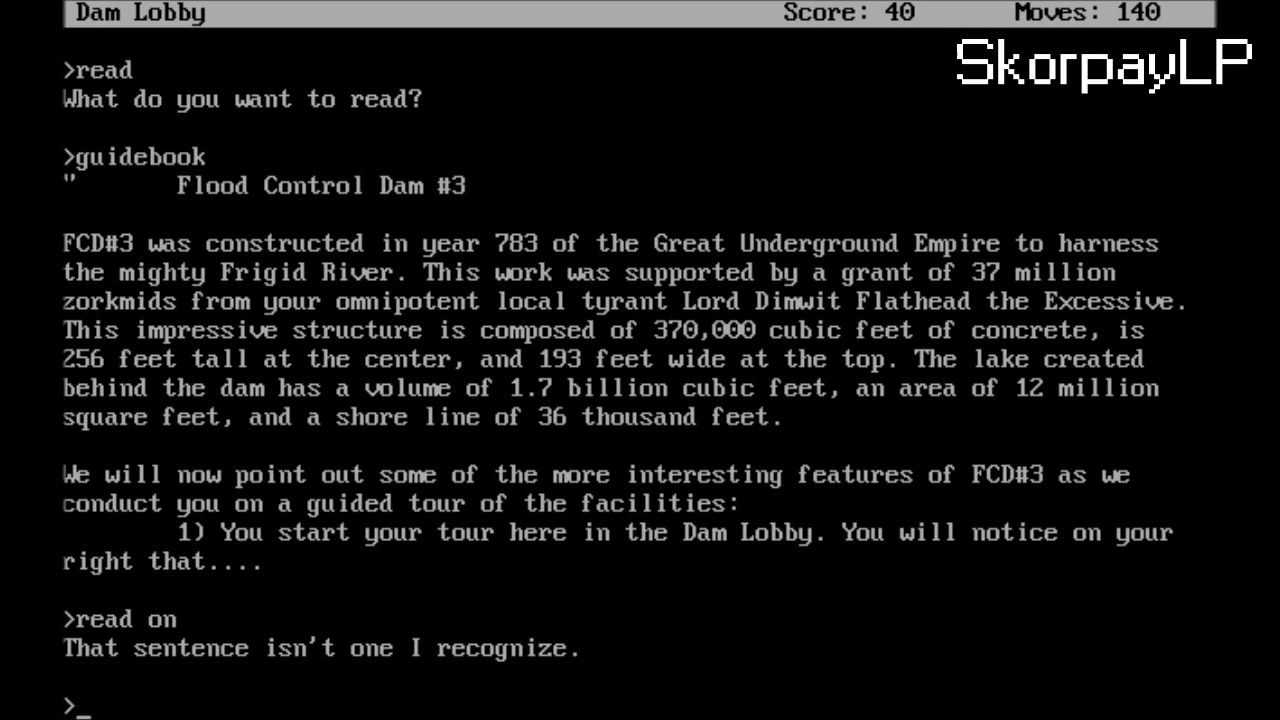 Dam Lobby Score: 40 Moves: 140
SkorpayLP
>read
What do you want to read?
>guidebook
" Flood Control Dam #3
FCD#3 was constructed in year 783 of the Great Underground Empire to harness
the mighty Frigid River. This work was supported by a grant of 37 million
zorkmids from your omnipotent local tyrant Lord Dimwit Flathead the Excessive.
This impressive structure is composed of 370,000 cubic feet of concrete, is
256 feet tall at the center, and 193 feet wide at the top. The lake created
behind the dam has a volume of 1.7 billion cubic feet, an area of 12 million
square feet, and a shore line of 36 thousand feet.
We will now point out some of the more interesting features of FCD#3 as we
conduct you on a guided tour of the facilities:
1) You start your tour here in the Dam Lobby. You will notice on your
right that....
>read on
That sentence isn't one I recognize.
>_